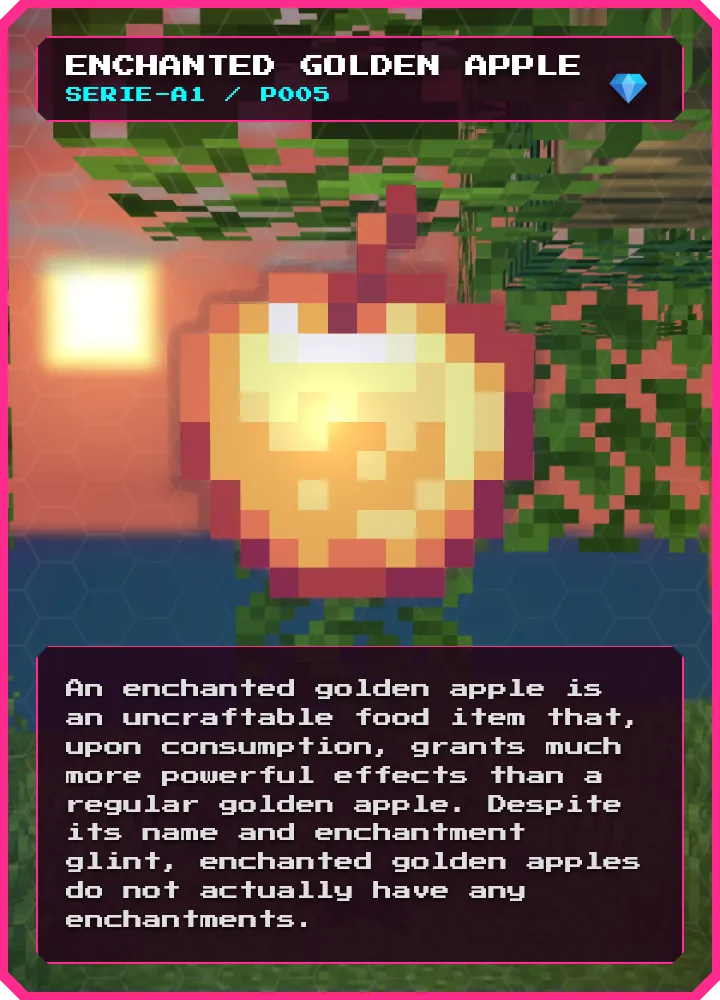 ENCHANTED GOLDEN APPLE
SERIE-A1 / P005
An enchanted golden apple is
an uncraftable food item that,
upon consumption, grants much
more powerful effects than a
regular golden apple. Despite
its name and enchantment
glint, enchanted golden apples
do not actually have any
enchantments.